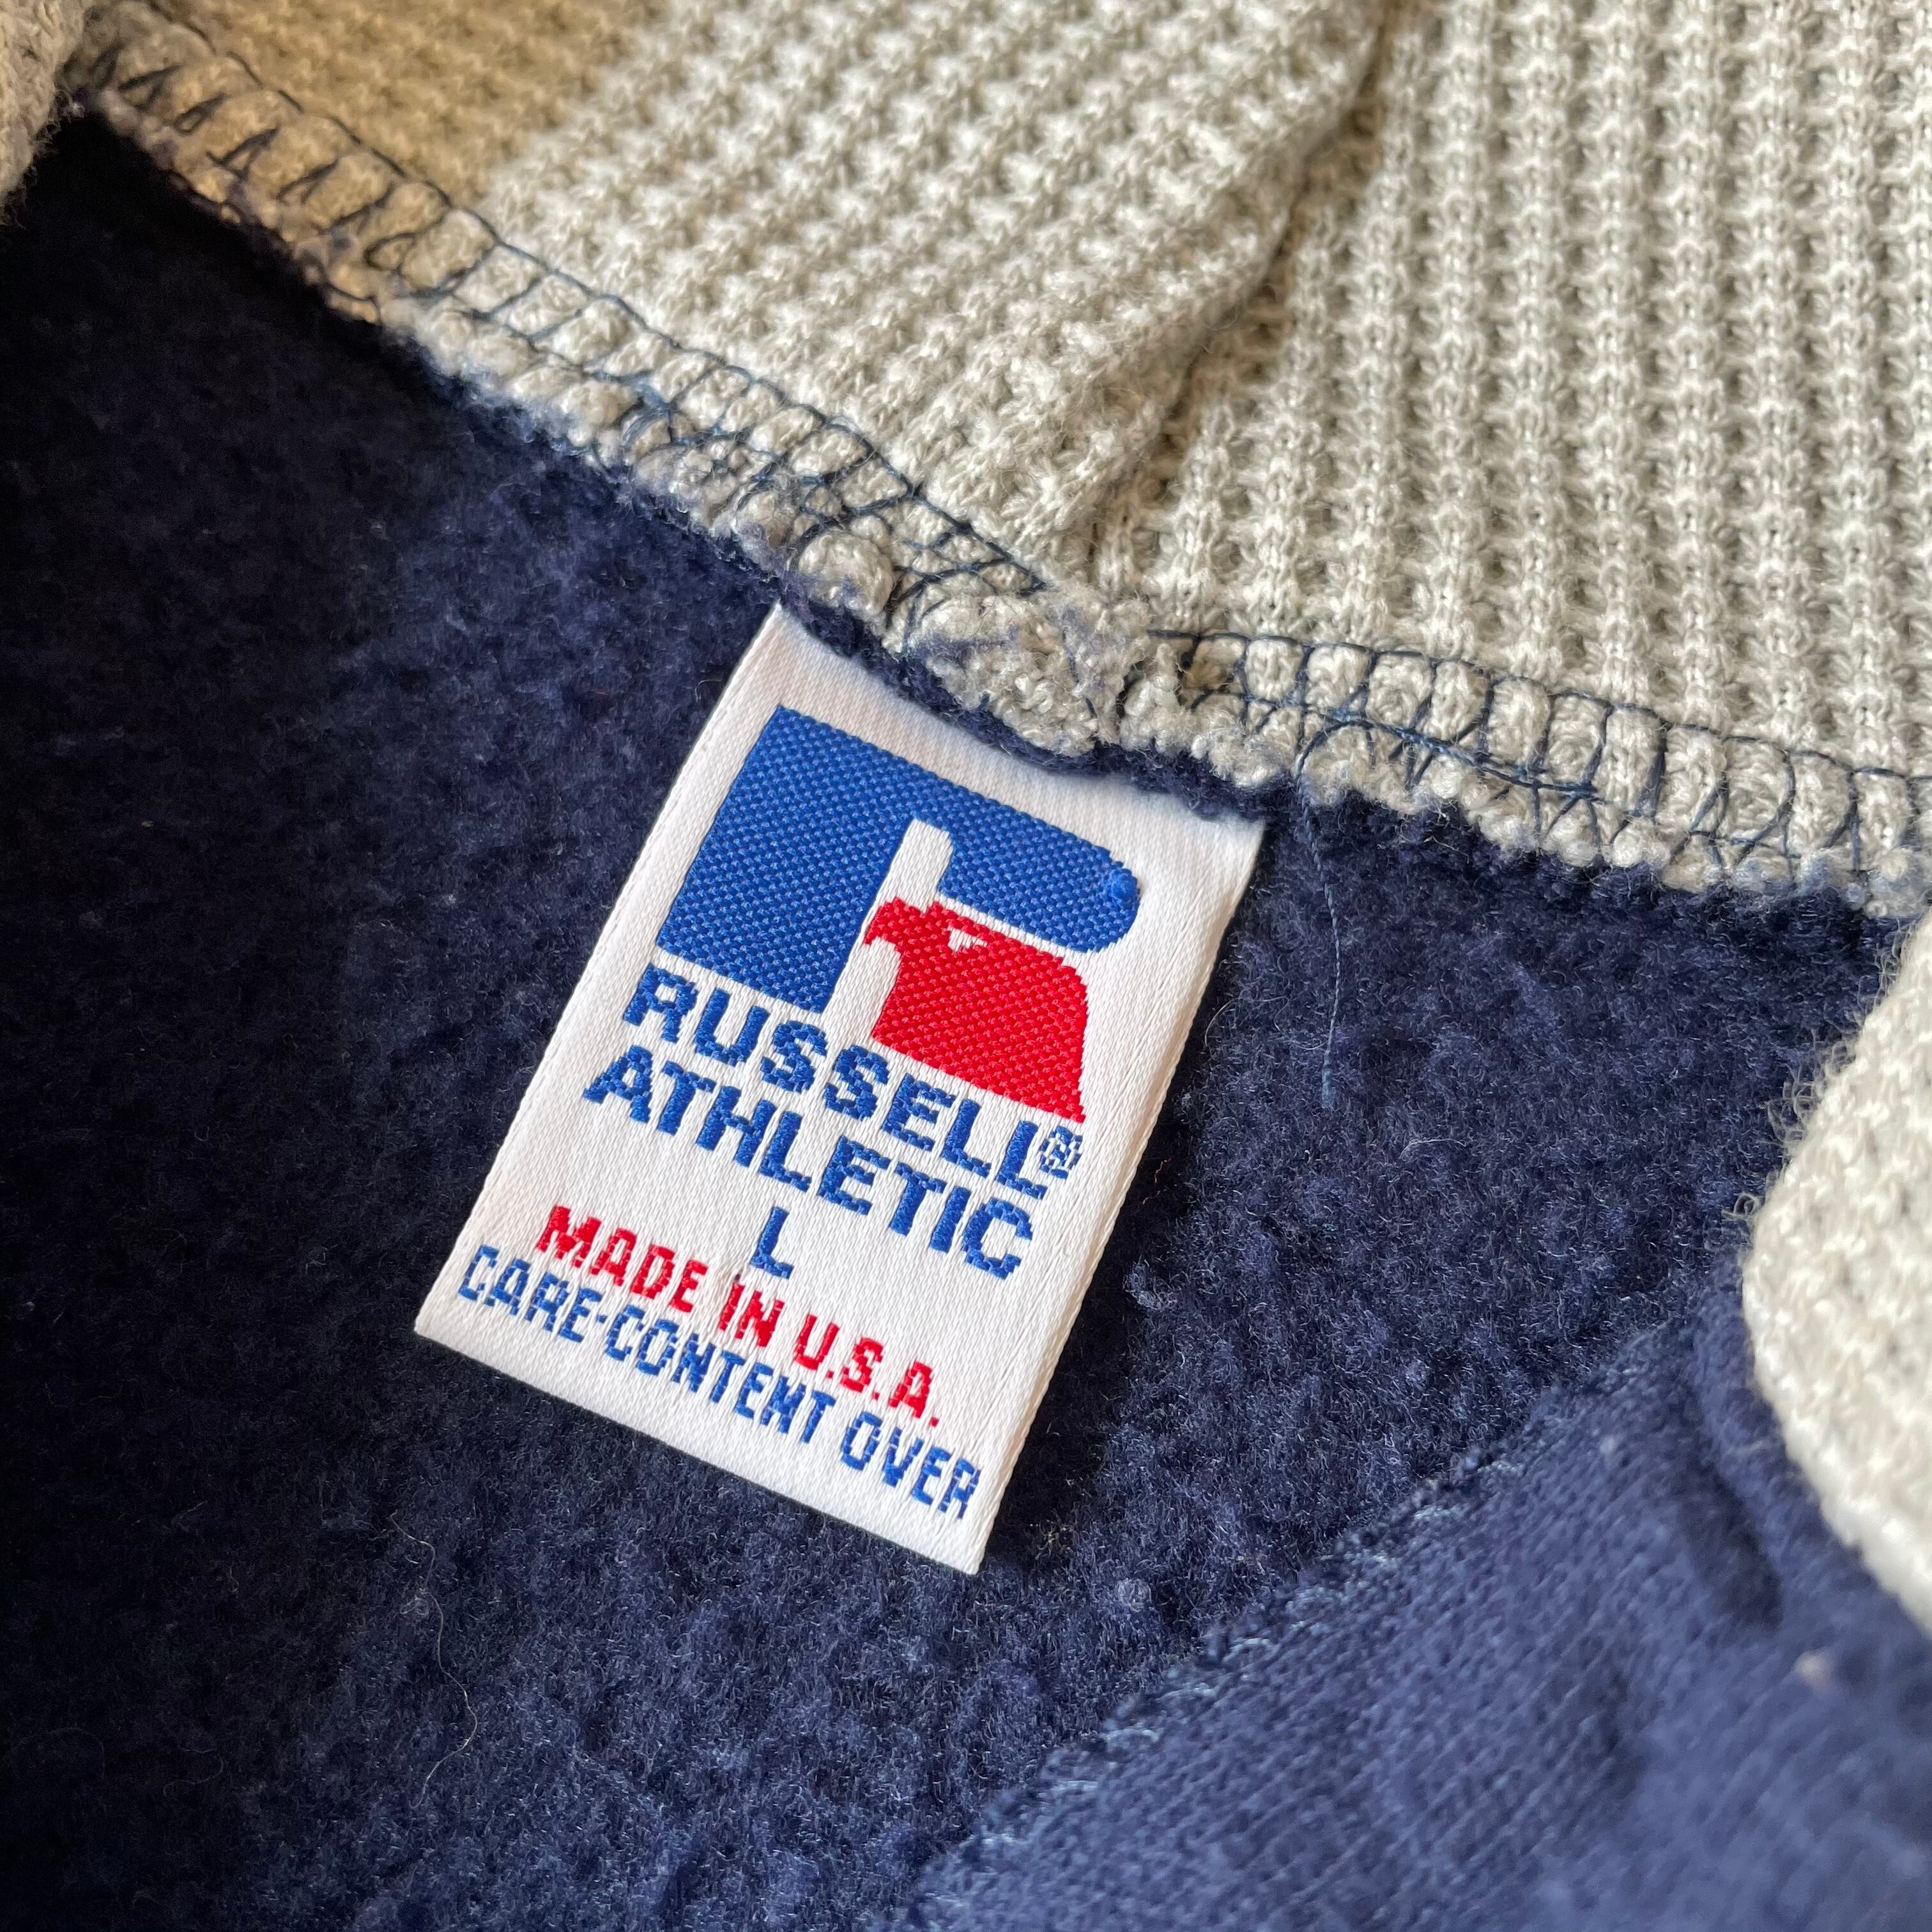 RUSSELL®
ATHLETIC
L
MADE IN U.S.A.
CARE-CONTENT OVER